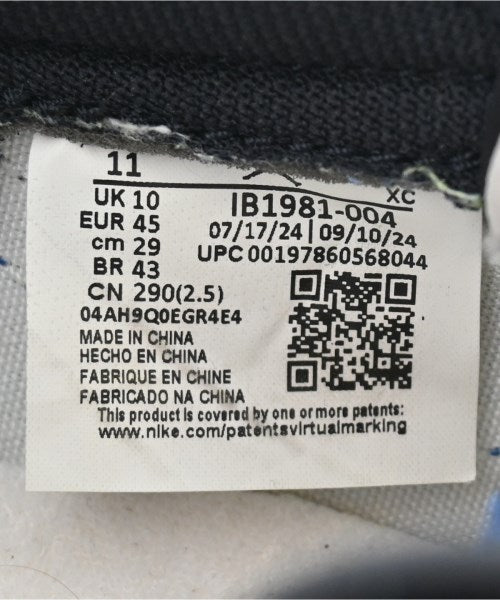 11
XC
UK 10
IB1981-004
EUR 45
07/17/24 | 09/10/24
cm 29
UPC 00197860568044
BR 43
CN 290(2.5)
04AH9Q0EGR4E4
MADE IN CHINA
HECHO EN CHINA
FABRIQUE EN CHINE
FABRICADO NA CHINA
This product is covered by one or more patents:
www.nike.com/patentsvirtualmarking